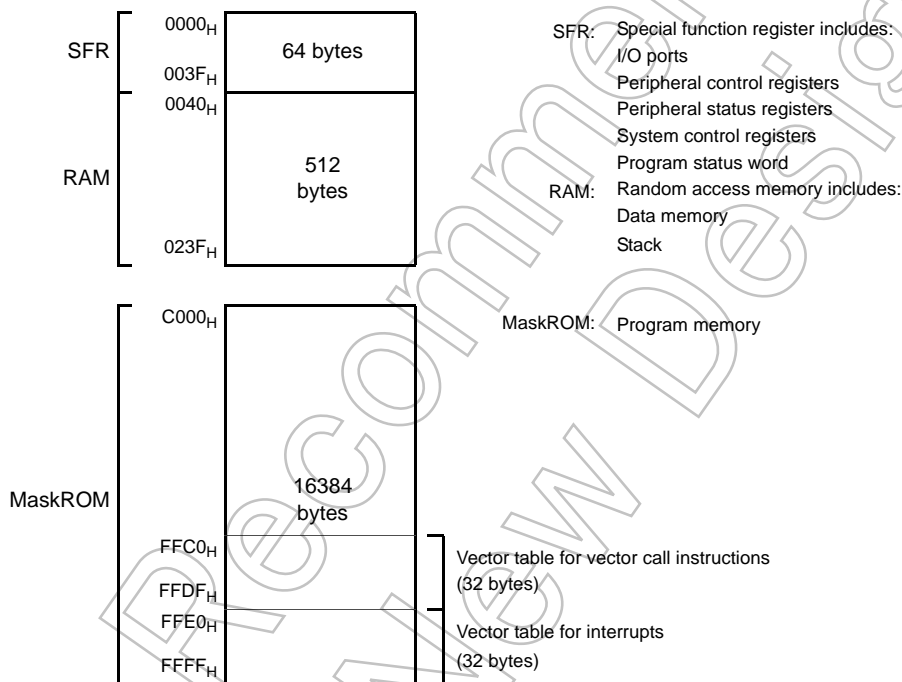 0000H
SFR
64 bytes
003FH
0040H
RAM
512
bytes
023FH
SFR: Special function register includes:
I/O ports
Peripheral control registers
Peripheral status registers
System control registers
Program status word
RAM: Random access memory includes:
Data memory
Stack
C000H
MaskROM: Program memory
MaskROM
16384
bytes
FFC0H
Vector table for vector call instructions
(32 bytes)
FFDFH
FFE0H
Vector table for interrupts
(32 bytes)
FFFFH
Recommen
New Desig